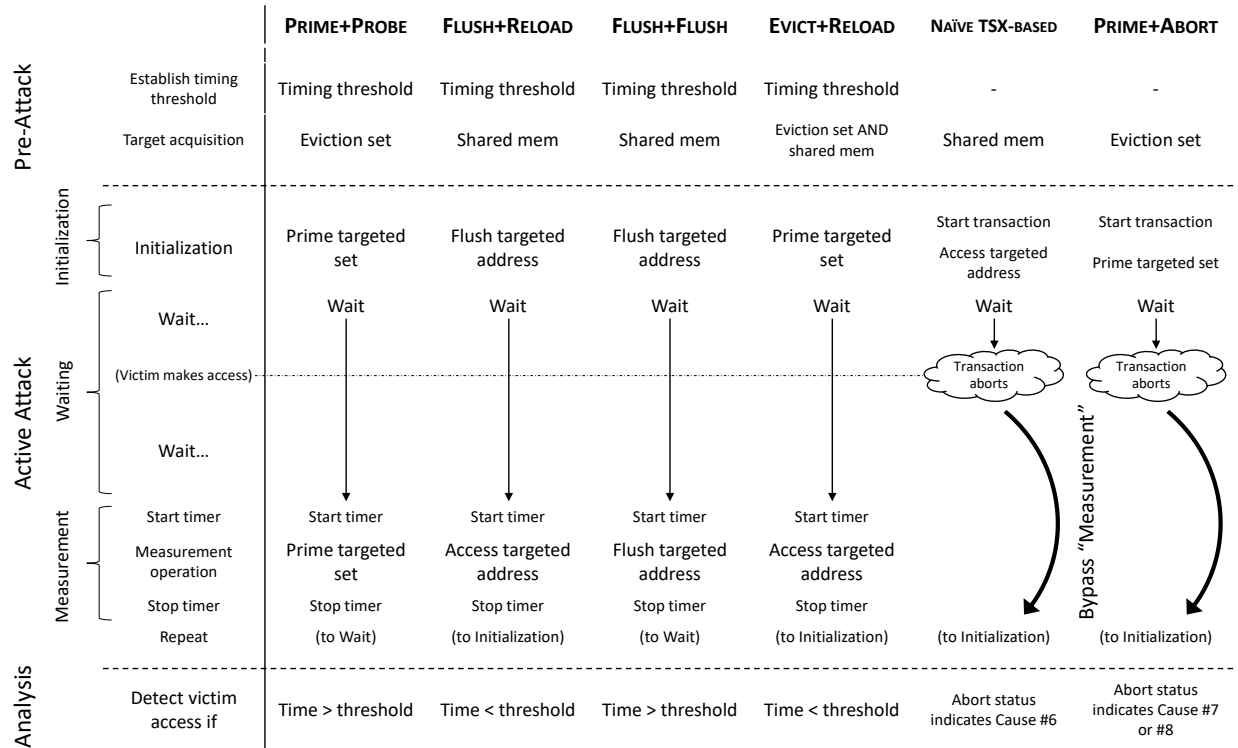 PRIME+PROBE FLUSH+RELOAD FLUSH+FLUSH EVICT+RELOAD NAÏVE TSX-BASED PRIME+ABORT
Pre-Attack
Establish timing
threshold
Timing threshold Timing threshold Timing threshold Timing threshold - -
Target acquisition Eviction set Shared mem Shared mem Eviction set AND
shared mem
Shared mem Eviction set
Active Attack
Initialization
Initialization
Prime targeted
set
Flush targeted
address
Flush targeted
address
Prime targeted
set
Start transaction
Access targeted
address
Start transaction
Prime targeted set
Waiting
Wait... Wait Wait Wait Wait Wait Wait
(Victim makes access)
Transaction
aborts
Transaction
aborts
Wait...
Bypass “Measurement”
Measurement
Start timer Start timer Start timer Start timer Start timer
Measurement
operation
Prime targeted
set
Access targeted
address
Flush targeted
address
Access targeted
address
Stop timer Stop timer Stop timer Stop timer Stop timer
Repeat (to Wait) (to Initialization) (to Wait) (to Initialization) (to Initialization) (to Initialization)
Analysis
Detect victim
access if
Time > threshold Time < threshold Time > threshold Time < threshold
Abort status
indicates Cause #6
Abort status
indicates Cause #7
or #8